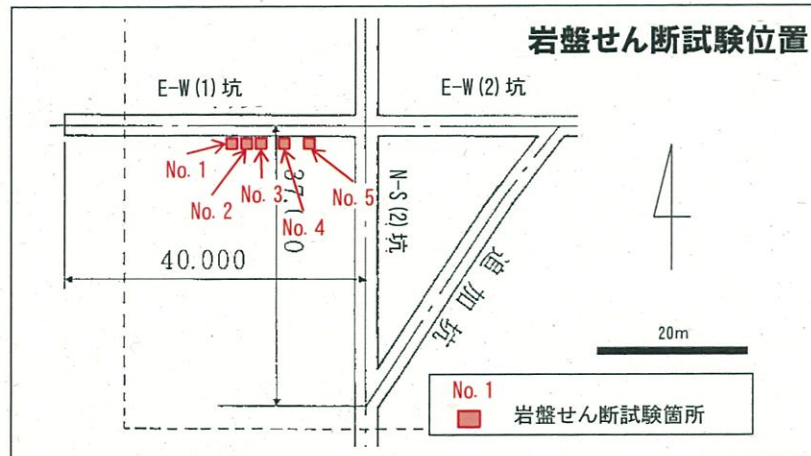 岩盤せん断試験位置
E-W(1)坑
E-W(2)坑
No. 1
No. 2
No. 3
No. 4
No. 5
N-S(2)坑
40.000
追加坑
20m
No. 1
岩盤せん断試験箇所